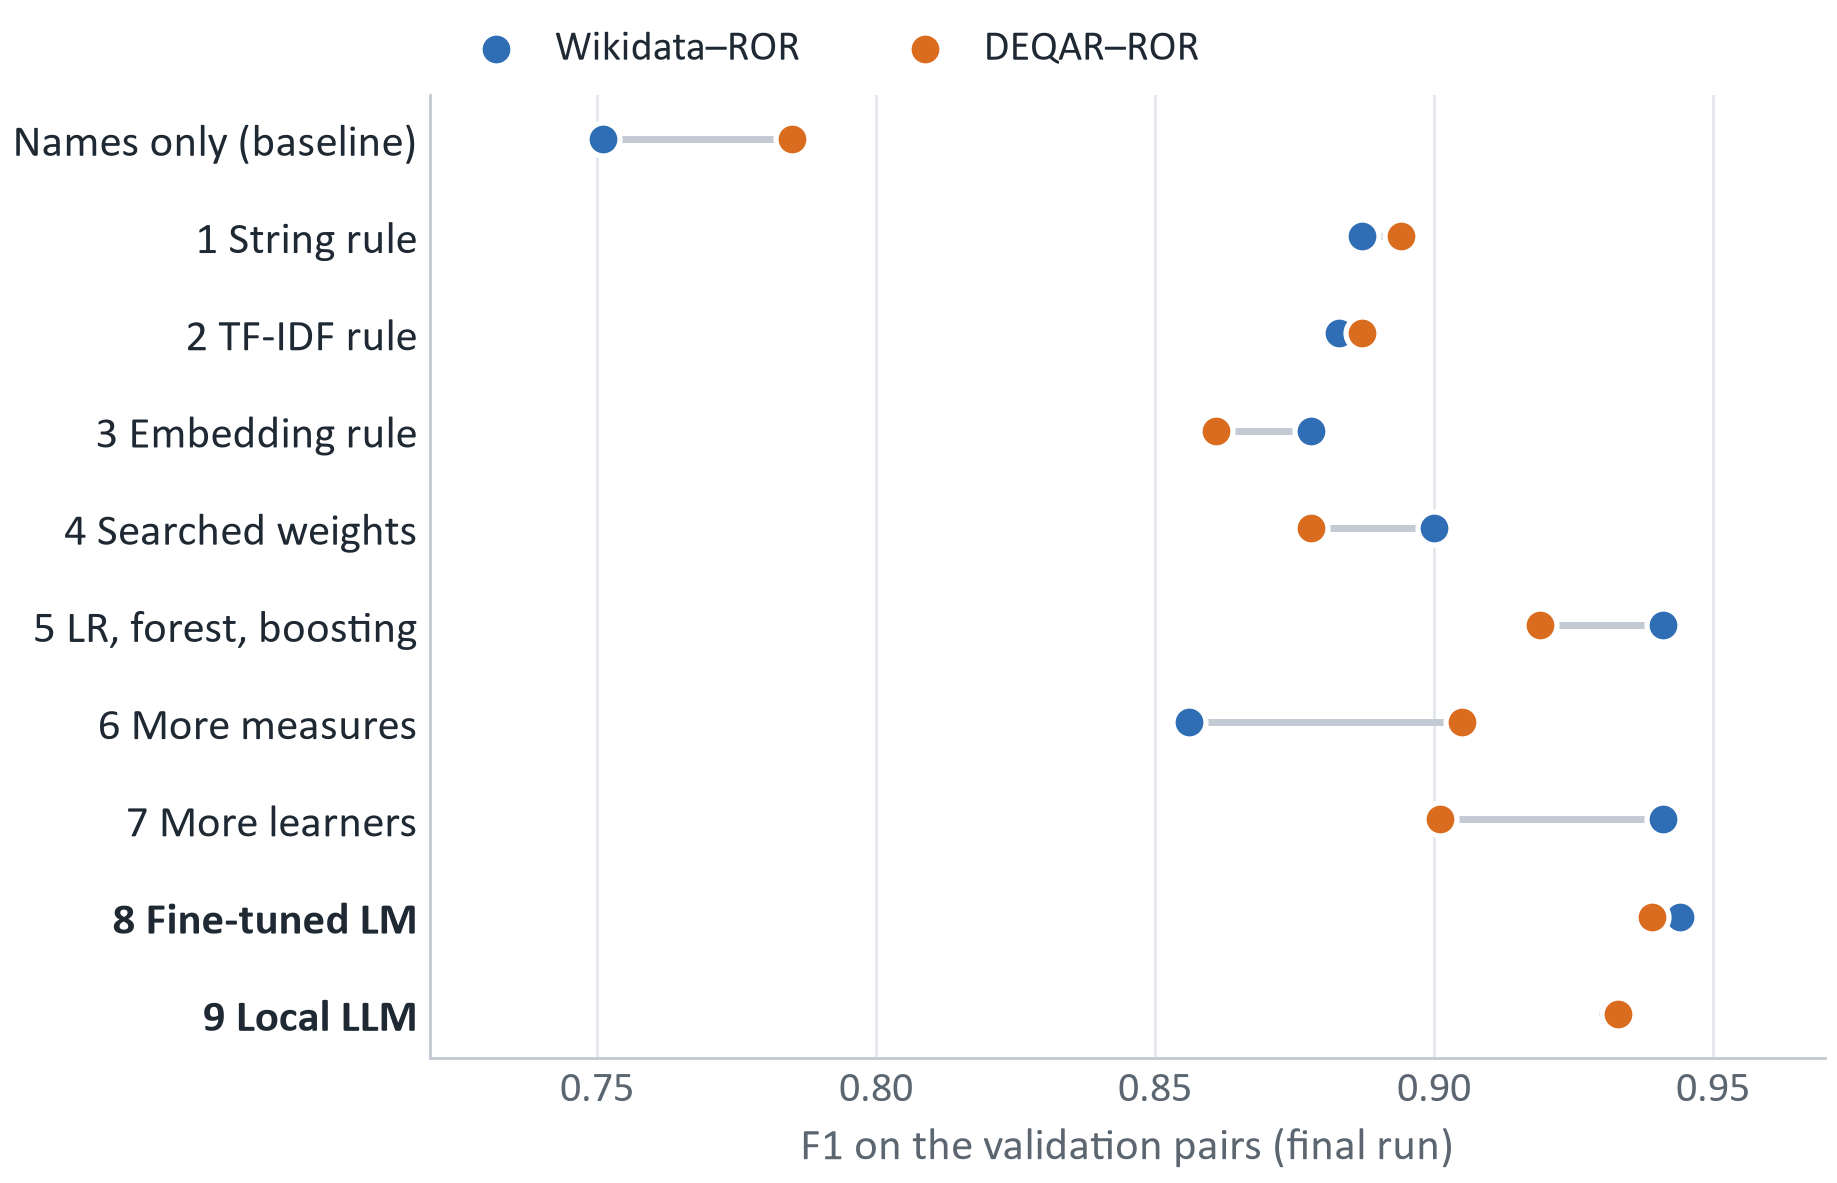 Wikidata–ROR DEQAR–ROR
Names only (baseline)
1 String rule
2 TF-IDF rule
3 Embedding rule
4 Searched weights
5 LR, forest, boosting
6 More measures
7 More learners
8 Fine-tuned LM
9 Local LLM
0.75 0.80 0.85 0.90 0.95
F1 on the validation pairs (final run)